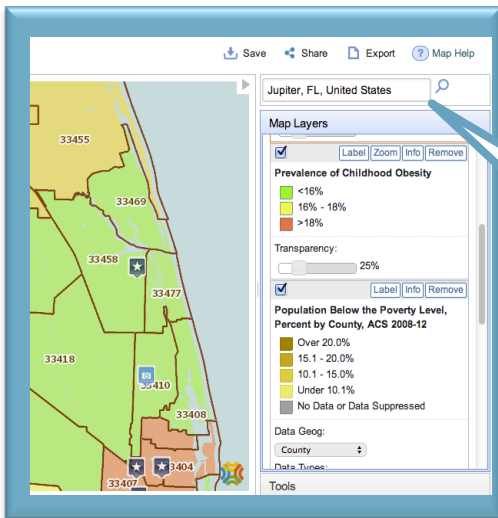 Save Share Export ? Map Help
Jupiter, FL, United States
Map Layers
Label Zoom Info Remove
Prevalence of Childhood Obesity
<16%
16% - 18%
>18%
Transparency:
25%
Label Info Remove
Population Below the Poverty Level,
Percent by County, ACS 2008-12
Over 20.0%
15.1 - 20.0%
10.1 - 15.0%
Under 10.1%
No Data or Data Suppressed
Data Geog:
County
Data Types:
Tools
33455
33469
33458
33477
33418
33408
33407